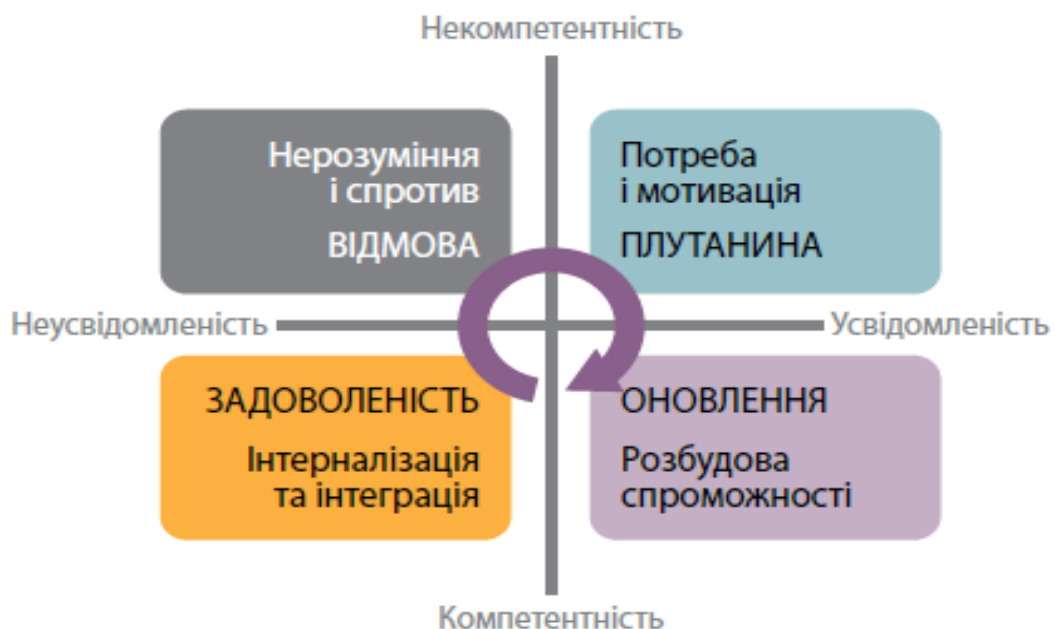 Некомпетентність
Нерозуміння
і спротив
ВІДМОВА
Потреба
і мотивація
ПЛУТАНИНА
Неусвідомленість
Усвідомленість
ЗАДОВОЛЕНІСТЬ
Інтерналізація
та інтеграція
ОНОВЛЕННЯ
Розбудова
спроможності
Компетентність